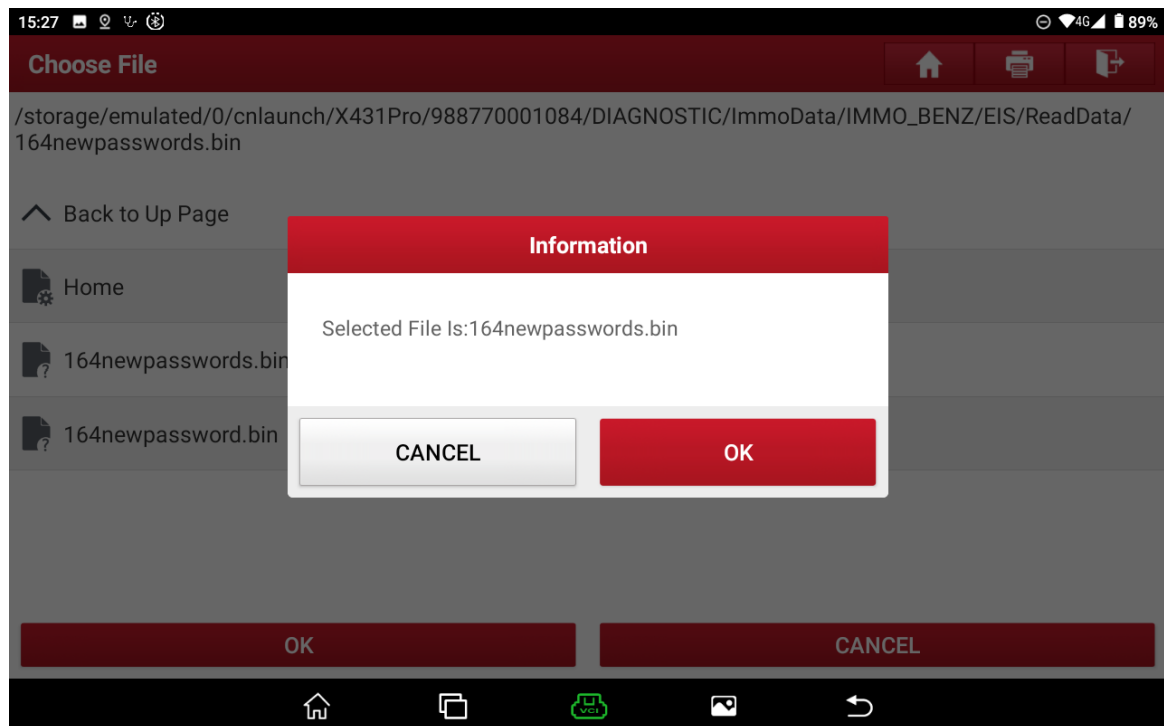 15:27
4G 89%
Choose File
/storage/emulated/0/cnlaunch/X431Pro/988770001084/DIAGNOSTIC/ImmoData/IMMO_BENZ/EIS/ReadData/
164newpasswords.bin
Back to Up Page
Information
Home
Selected File Is:164newpasswords.bin
164newpasswords.bin
164newpassword.bin
CANCEL
OK
OK
CANCEL
VCI